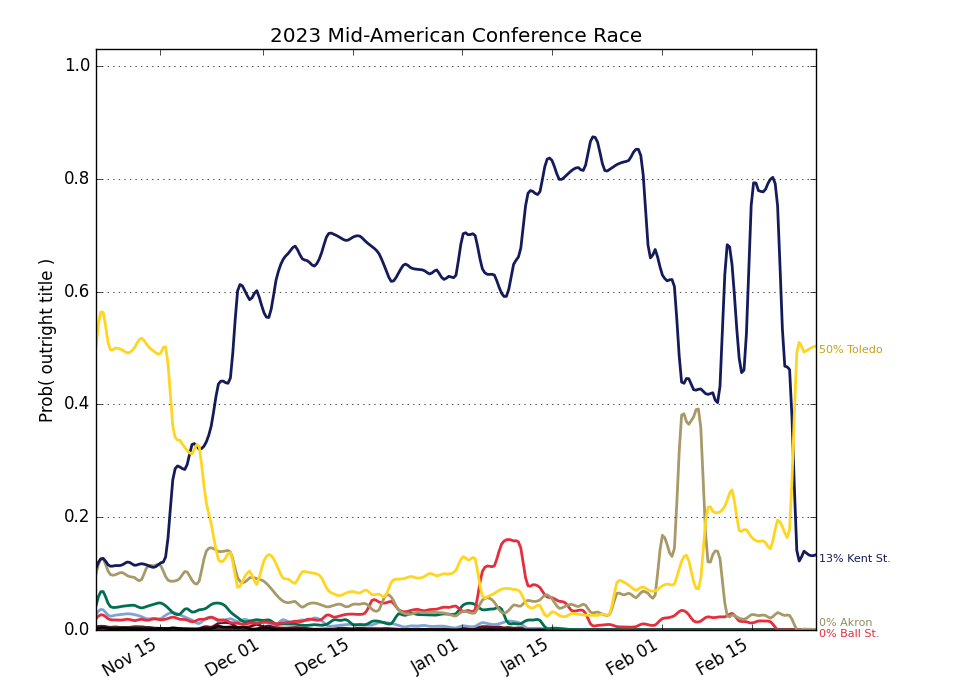 2023 Mid-American Conference Race
Prob( outright title )
1.0
0.8
0.6
0.4
0.2
0.0
50% Toledo
13% Kent St.
0% Akron
0% Ball St.
Nov 15
Dec 01
Dec 15
Jan 01
Jan 15
Feb 01
Feb 15